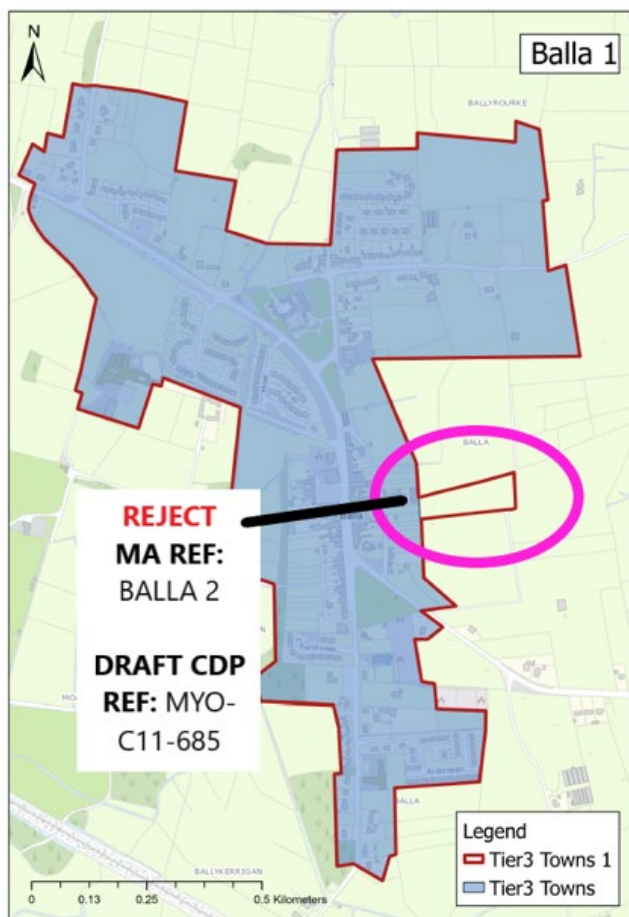 N
Balla 1
BALLYROURKE
BALLA
REJECT
MA REF:
BALLA 2
DRAFT CDP
REF: MYO-
C11-685
Balla
BALLA
BALLYKERRIGAN
Legend
Tier3 Towns 1
Tier3 Towns
0 0.13 0.25 0.5 Kilometers